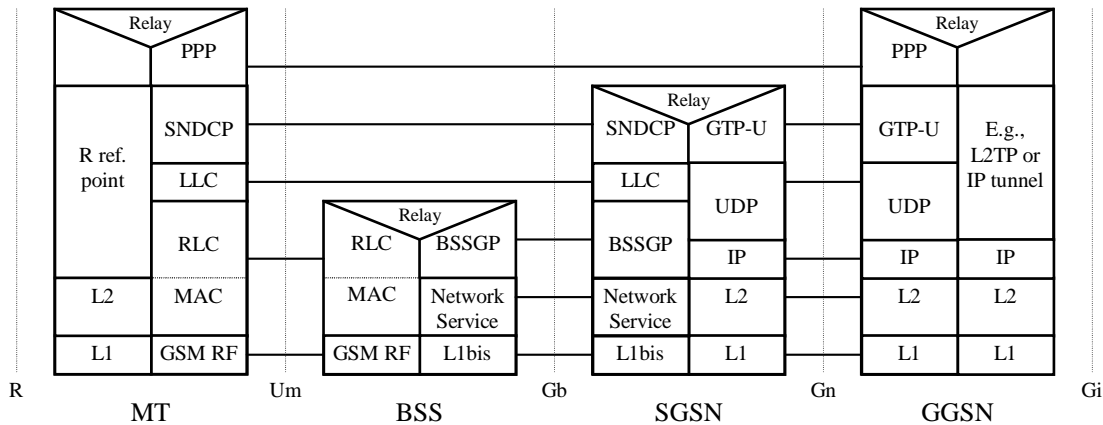 Relay
PPP
R ref.
point
SNDCP
LLC
RLC
L2
MAC
L1
GSM RF
Relay
RLC
BSSGP
MAC
Network
Service
GSM RF
L1bis
Relay
SNDCP
GTP-U
LLC
UDP
BSSGP
IP
Network
Service
L2
L1bis
L1
Relay
PPP
GTP-U
E.g.,
L2TP or
IP tunnel
UDP
IP
IP
L2
L2
L1
L1
R
Um
Gb
Gn
Gi
MT
BSS
SGSN
GGSN